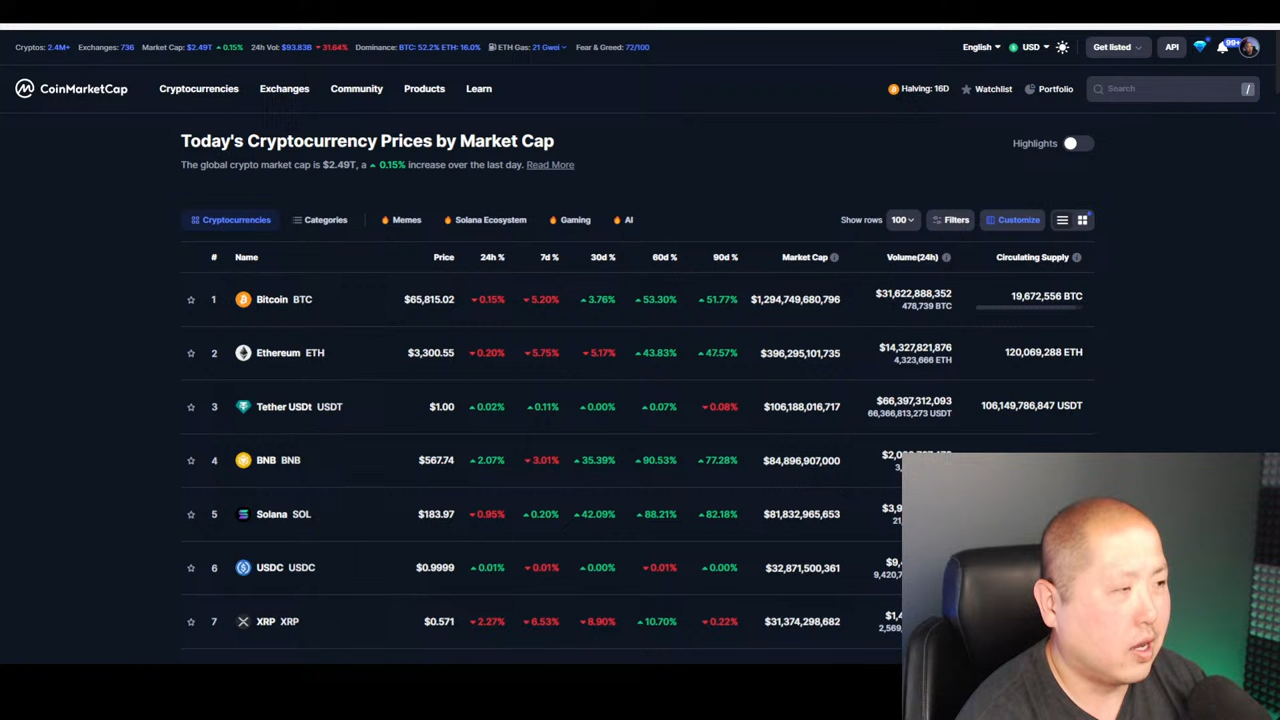 Cryptos: 2.4M+ Exchanges: 736 Market Cap: $2.49T 0.15% 24h Vol: $93.83B 31.64% Dominance: BTC: 52.2% ETH: 16.0% ETH Gas: 21 Gwei Fear & Greed: 72/100 English USD Get listed API 99+
CoinMarketCap Cryptocurrencies Exchanges Community Products Learn Halving: 16D Watchlist Portfolio Search /
Today's Cryptocurrency Prices by Market Cap Highlights
The global crypto market cap is $2.49T, a 0.15% increase over the last day. Read More
Cryptocurrencies Categories Memes Solana Ecosystem Gaming AI Show rows 100 Filters Customize
# Name Price 24h % 7d % 30d % 60d % 90d % Market Cap Volume(24h) Circulating Supply
1 Bitcoin BTC $65,815.02 0.15% 5.20% 3.76% 53.30% 51.77% $1,294,749,680,796 $31,622,888,352 19,672,556 BTC
478,739 BTC
2 Ethereum ETH $3,300.55 0.20% 5.75% 5.17% 43.83% 47.57% $396,295,101,735 $14,327,821,876 120,069,288 ETH
4,323,666 ETH
3 Tether USDt USDT $1.00 0.02% 0.11% 0.00% 0.07% 0.08% $106,188,016,717 $66,397,312,093 106,149,786,847 USDT
66,366,813,273 USDT
4 BNB BNB $567.74 2.07% 3.01% 35.39% 90.53% 77.28% $84,896,907,000
5 Solana SOL $183.97 0.95% 0.20% 42.09% 88.21% 82.18% $81,832,965,653
6 USDC USDC $0.9999 0.01% 0.01% 0.00% 0.01% 0.00% $32,871,500,361
7 XRP XRP $0.571 2.27% 6.53% 8.90% 10.70% 0.22% $31,374,298,682